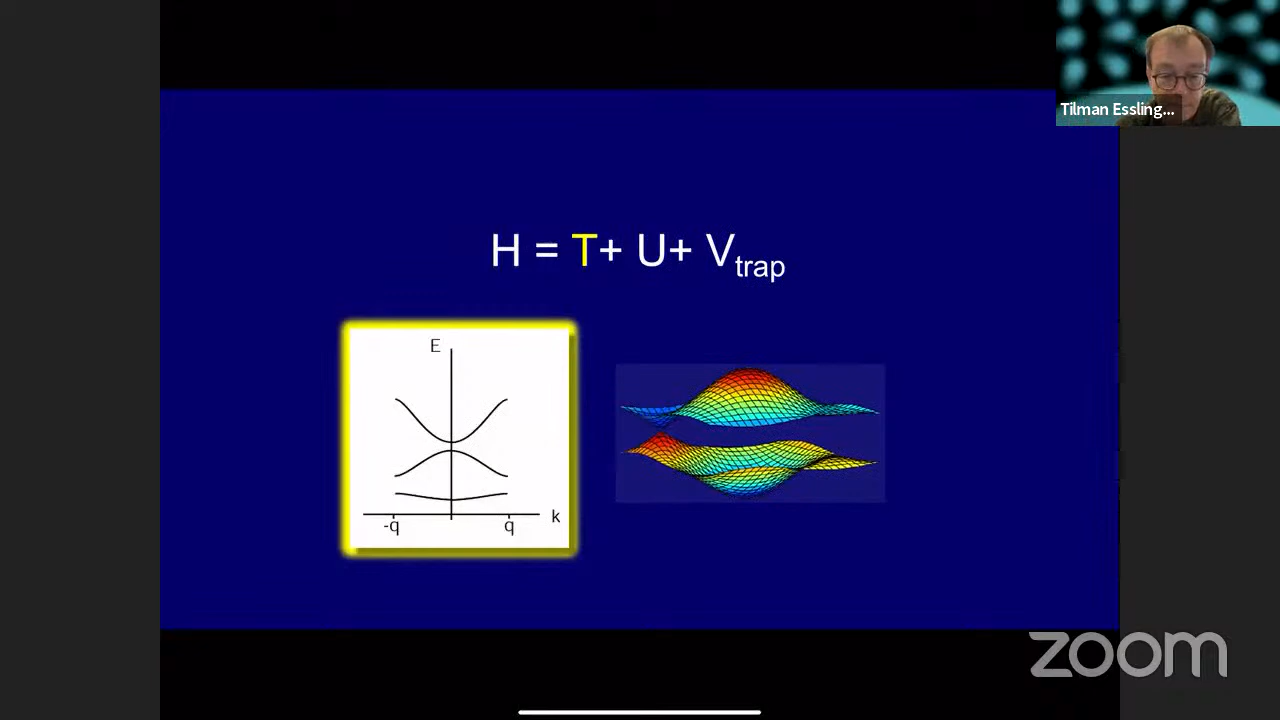 Tilman Essling...
H = T+ U+ V_trap
E
-q
q
k
zoom